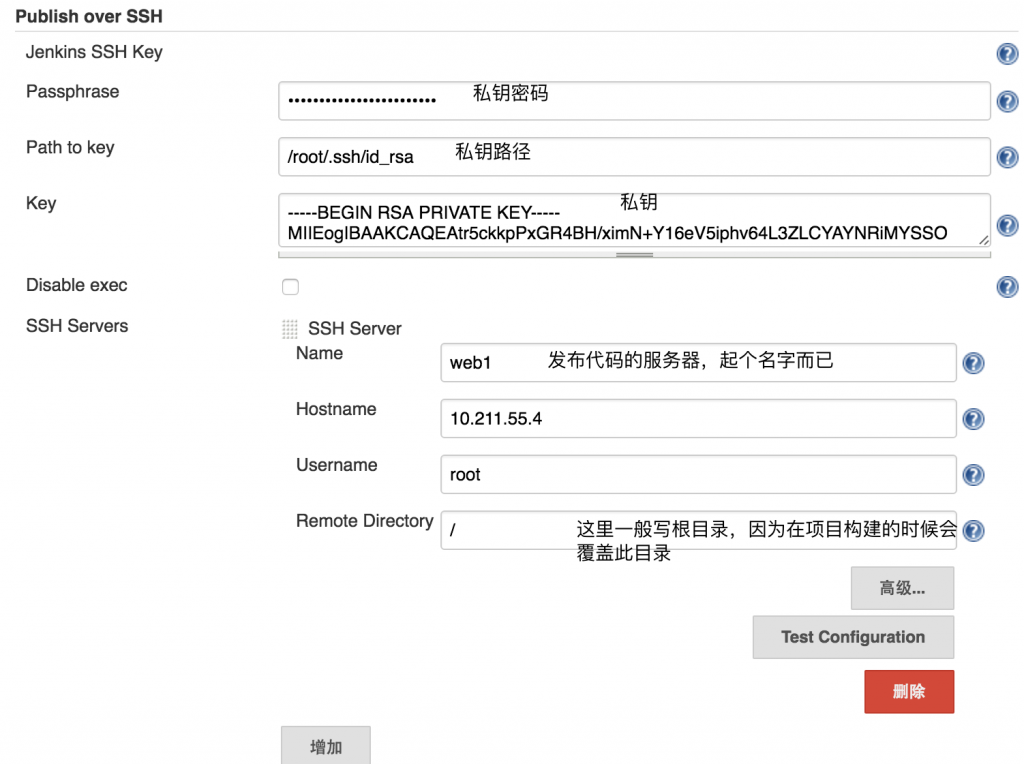 Publish over SSH
Jenkins SSH Key
Passphrase
•••••••••••••••••••••••• 私钥密码
Path to key
/root/.ssh/id_rsa 私钥路径
Key
私钥
-----BEGIN RSA PRIVATE KEY-----
MIIEogIBAAKCAQEAtr5ckkpPxGR4BH/ximN+Y16eV5iphv64L3ZLCYAYNRiMYSSO
Disable exec
SSH Servers
SSH Server
Name
web1 发布代码的服务器，起个名字而已
Hostname
10.211.55.4
Username
root
Remote Directory
/ 这里一般写根目录，因为在项目构建的时候会
覆盖此目录
高级...
Test Configuration
删除
增加